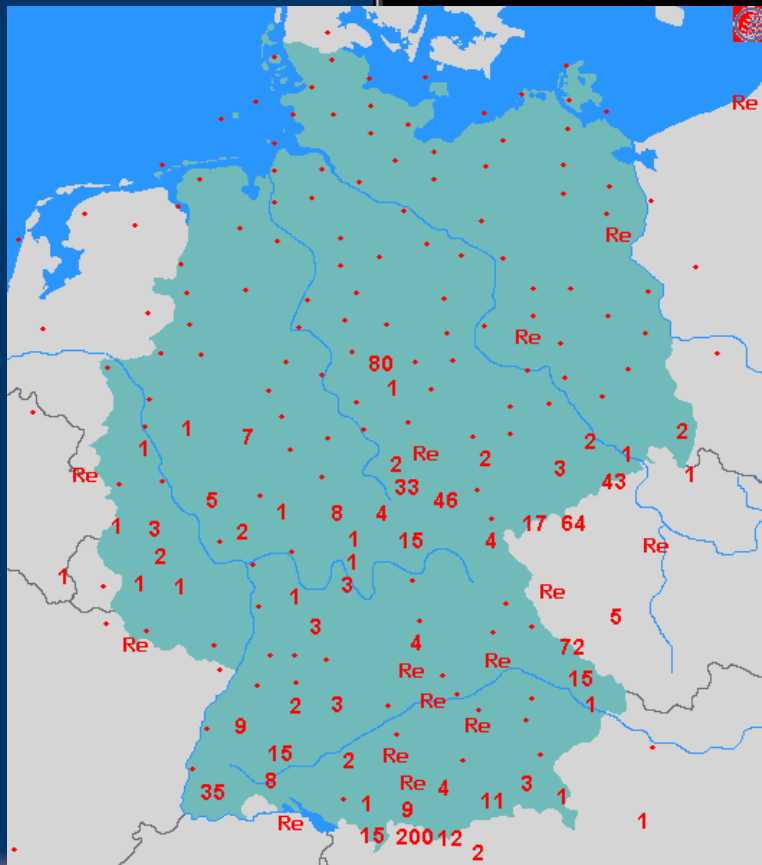 Re
Re
Re
80
1
1 7 2
1 Re 2 2 1
2 3
Re 33 43 1
5 46
1 8 4 17 64
1 3 2 1 15 4 Re
2 1
1 1 1 3 Re
1 5
3
Re 4 72
Re Re 15
Re 1
2 3
9 Re
15 2 Re
8 Re 4 3
35 1 9 11 1
Re 1
15 200 12
2